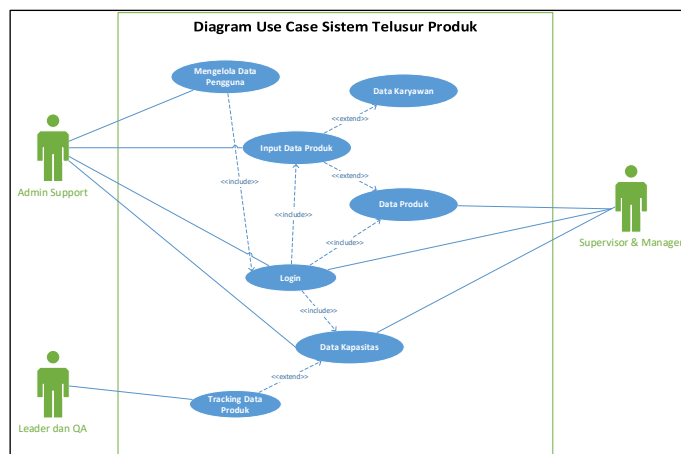 Diagram Use Case Sistem Telusur Produk
Mengelola Data
Pengguna
Data Karyawan
<<extend>>
Input Data Produk
Admin Support
<<include>>
<<extend>>
Data Produk
<<include>>
<<include>>
Supervisor & Manager
Login
<<include>>
Data Kapasitas
<<extend>>
Tracking Data
Produk
Leader dan QA